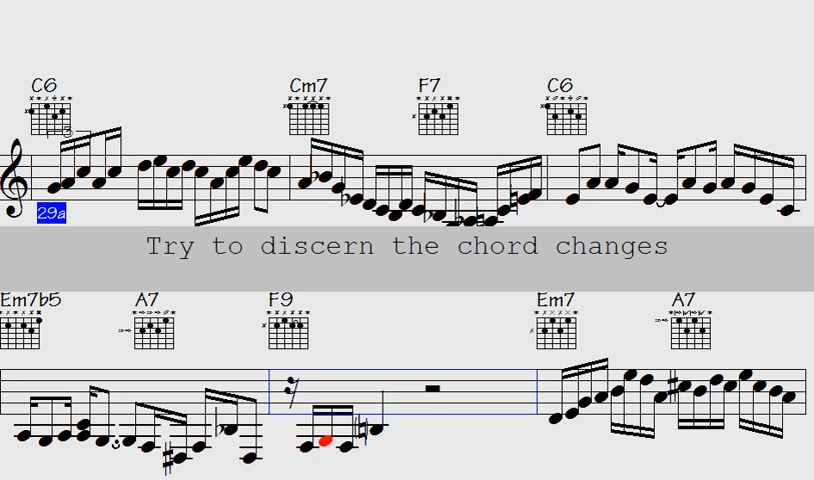 C6 Cm7 F7 C6
3
29a
Try to discern the chord changes
Em7b5 A7 F9 Em7 A7